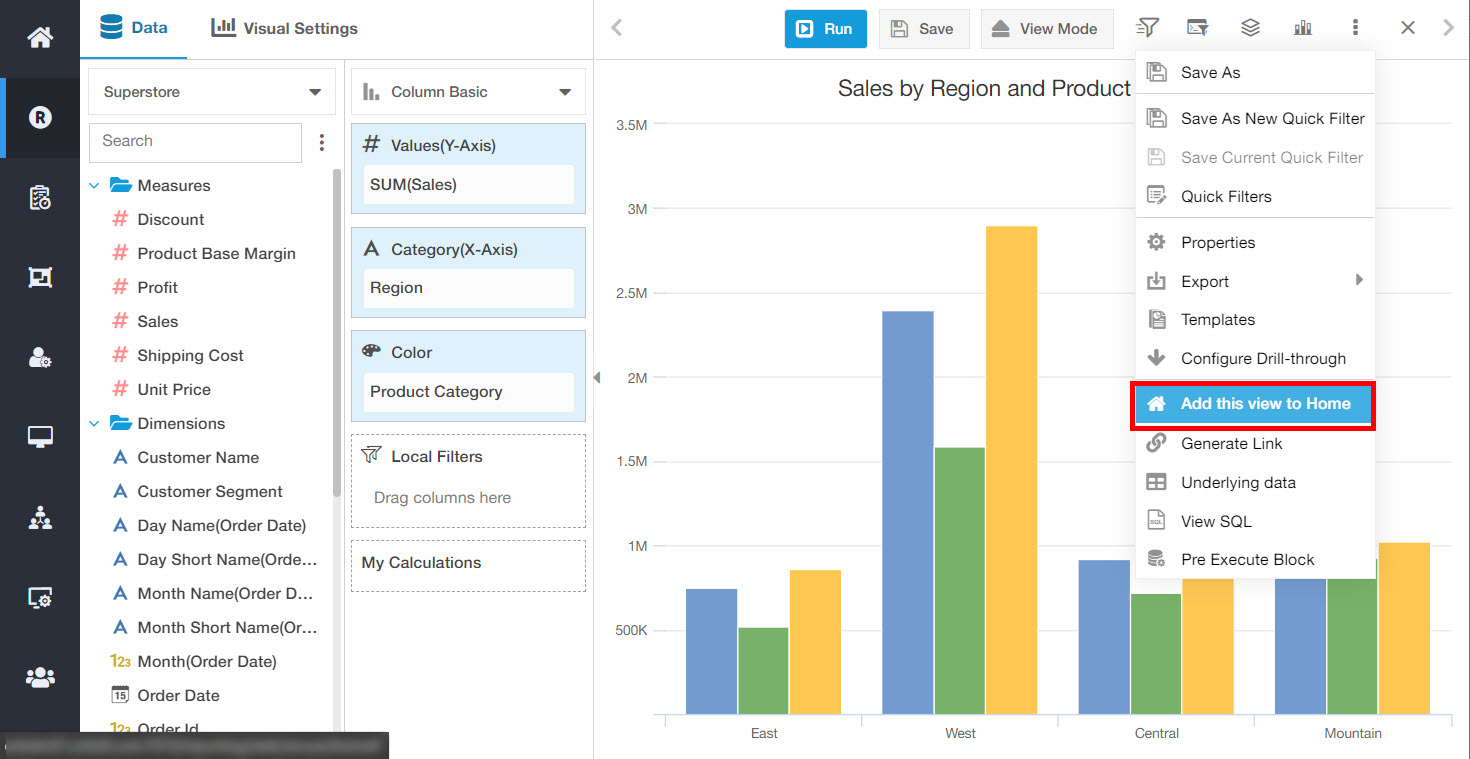 Data
Visual Settings
Run
Save
View Mode
Superstore
Search
Measures
Discount
Product Base Margin
Profit
Sales
Shipping Cost
Unit Price
Dimensions
Customer Name
Customer Segment
Day Name(Order Date)
Day Short Name(Orde...
Month Name(Order D...
Month Short Name(Or...
123 Month(Order Date)
15 Order Date
123 Order Id
R
Column Basic
# Values(Y-Axis)
SUM(Sales)
A Category(X-Axis)
Region
Color
Product Category
Local Filters
Drag columns here
My Calculations
Sales by Region and Product
3.5M
3M
2.5M
2M
1.5M
1M
500K
East
West
Central
Mountain
Save As
Save As New Quick Filter
Save Current Quick Filter
Quick Filters
Properties
Export
Templates
Configure Drill-through
Add this view to Home
Generate Link
Underlying data
SQL View SQL
Pre Execute Block